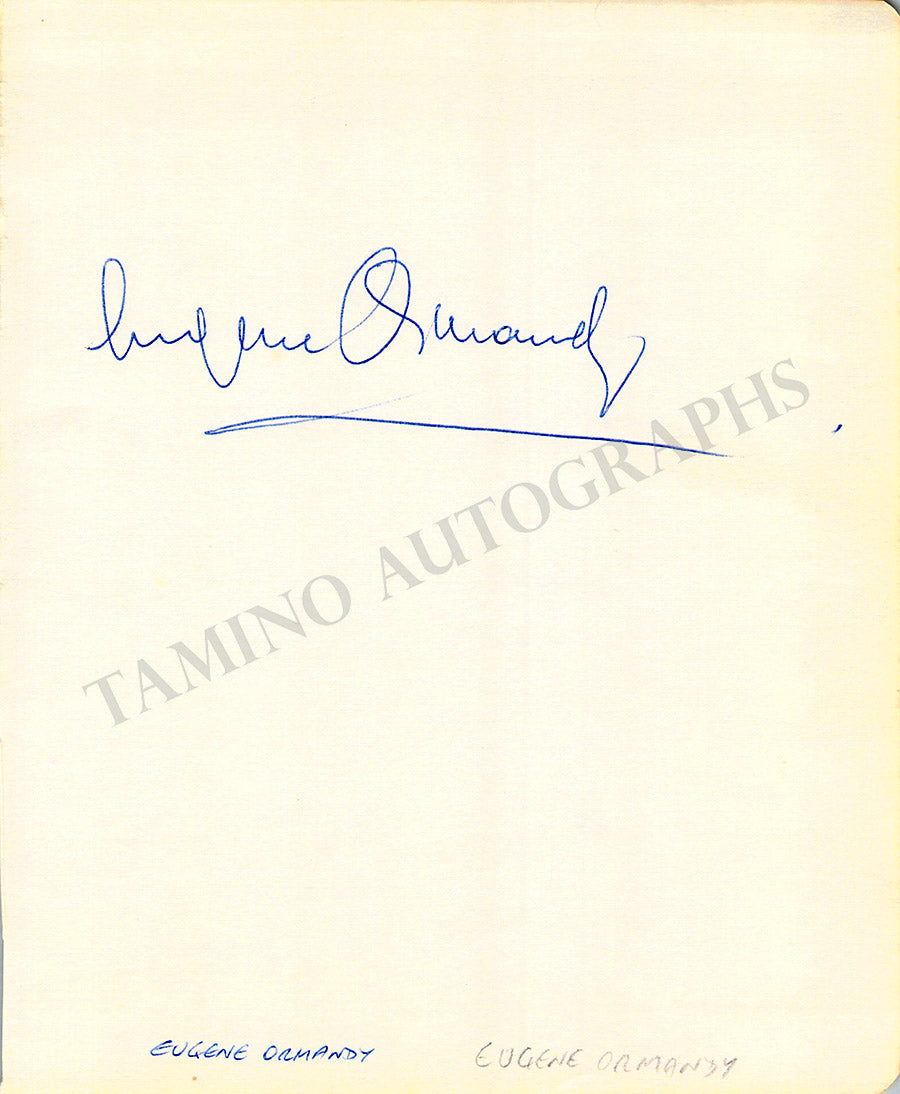 Eugene Ormandy
TAMINO AUTOGRAPHS
EUGENE ORMANDY
EUGENE ORMANDY